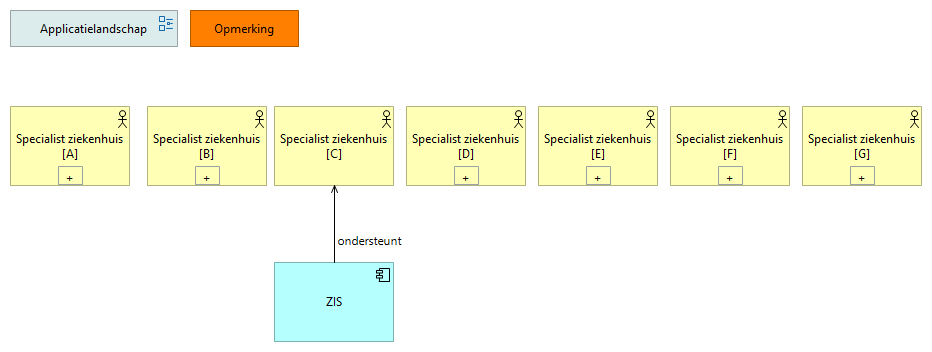 Applicatielandschap
Opmerking
Specialist ziekenhuis
[A]
+
Specialist ziekenhuis
[B]
+
Specialist ziekenhuis
[C]
Specialist ziekenhuis
[D]
+
Specialist ziekenhuis
[E]
+
Specialist ziekenhuis
[F]
+
Specialist ziekenhuis
[G]
+
ondersteunt
ZIS